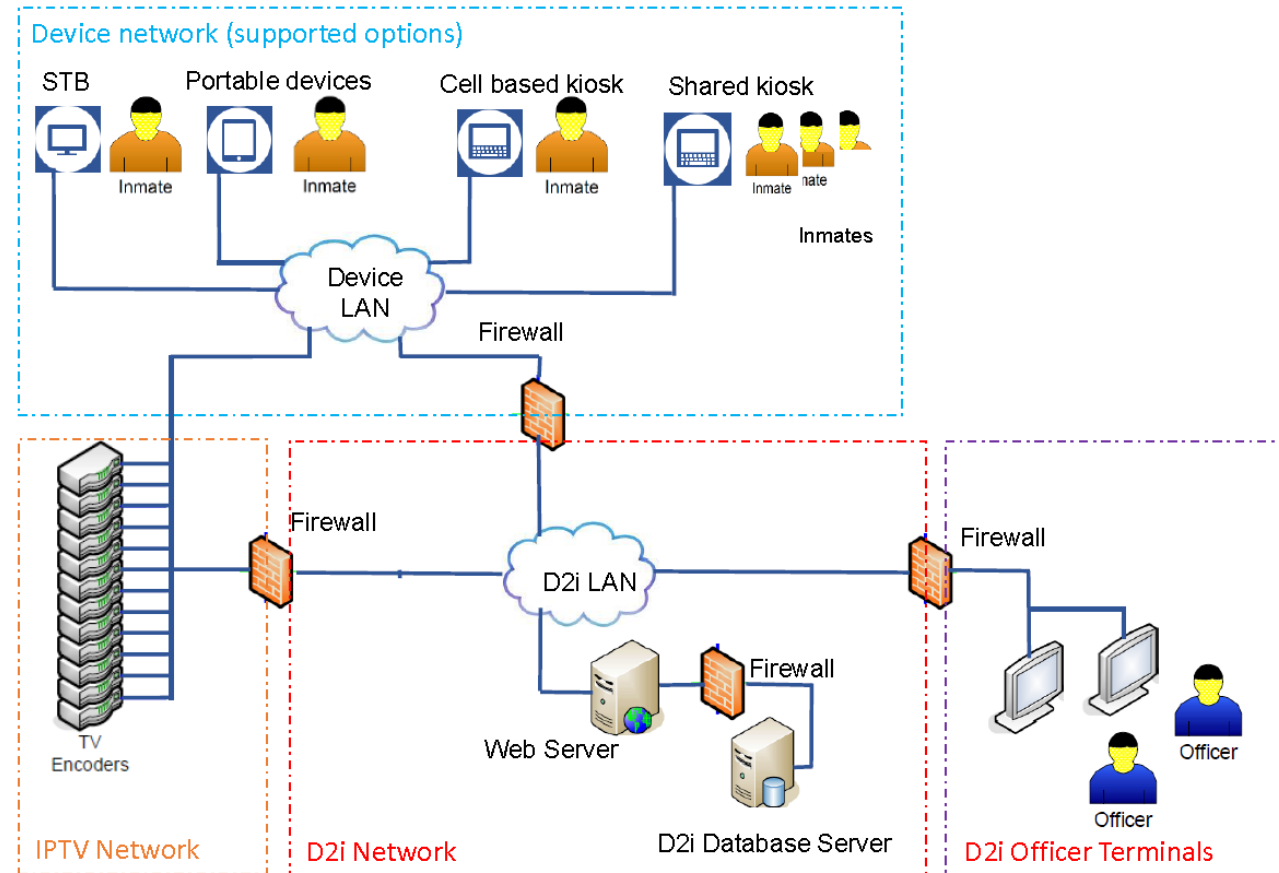 Device network (supported options)
STB
Portable devices
Cell based kiosk
Shared kiosk
Inmate
Inmate
Inmate
Inmate
nate
Inmates
Device
LAN
Firewall
Firewall
Firewall
D2i LAN
Firewall
Web Server
TV
Encoders
D2i Database Server
Officer
Officer
IPTV Network
D2i Network
D2i Officer Terminals